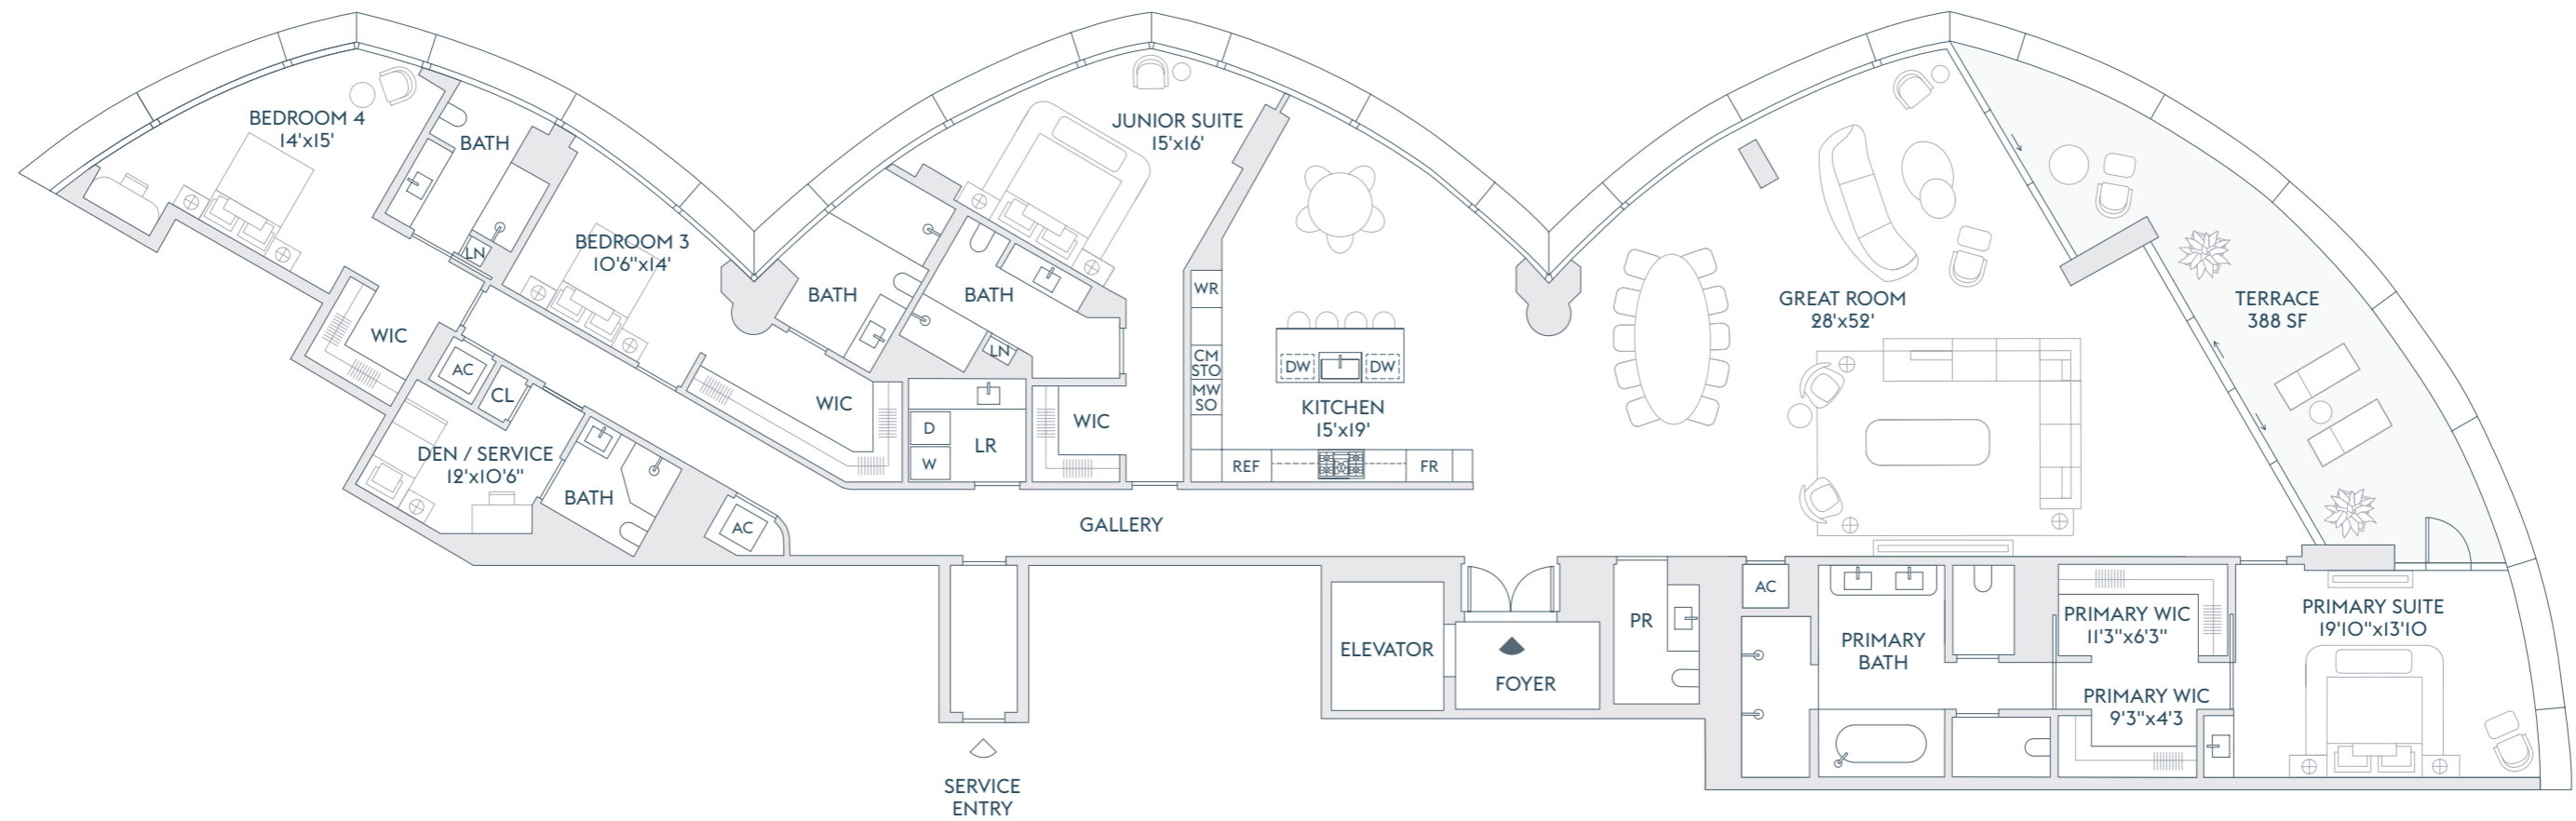 BEDROOM 4
14'x15'
BATH
LN
BEDROOM 3
10'6"x14'
WIC
AC
CL
DEN / SERVICE
12'x10'6"
BATH
AC
BATH
WIC
JUNIOR SUITE
15'x16'
BATH
LN
D
W
LR
WIC
WR
CM
STO
MW
SO
DW
DW
KITCHEN
15'x19'
REF
FR
GALLERY
GREAT ROOM
28'x52'
TERRACE
388 SF
SERVICE
ENTRY
ELEVATOR
FOYER
PR
AC
PRIMARY
BATH
PRIMARY WIC
11'3"x6'3"
PRIMARY WIC
9'3"x4'3
PRIMARY SUITE
19'10"x13'10